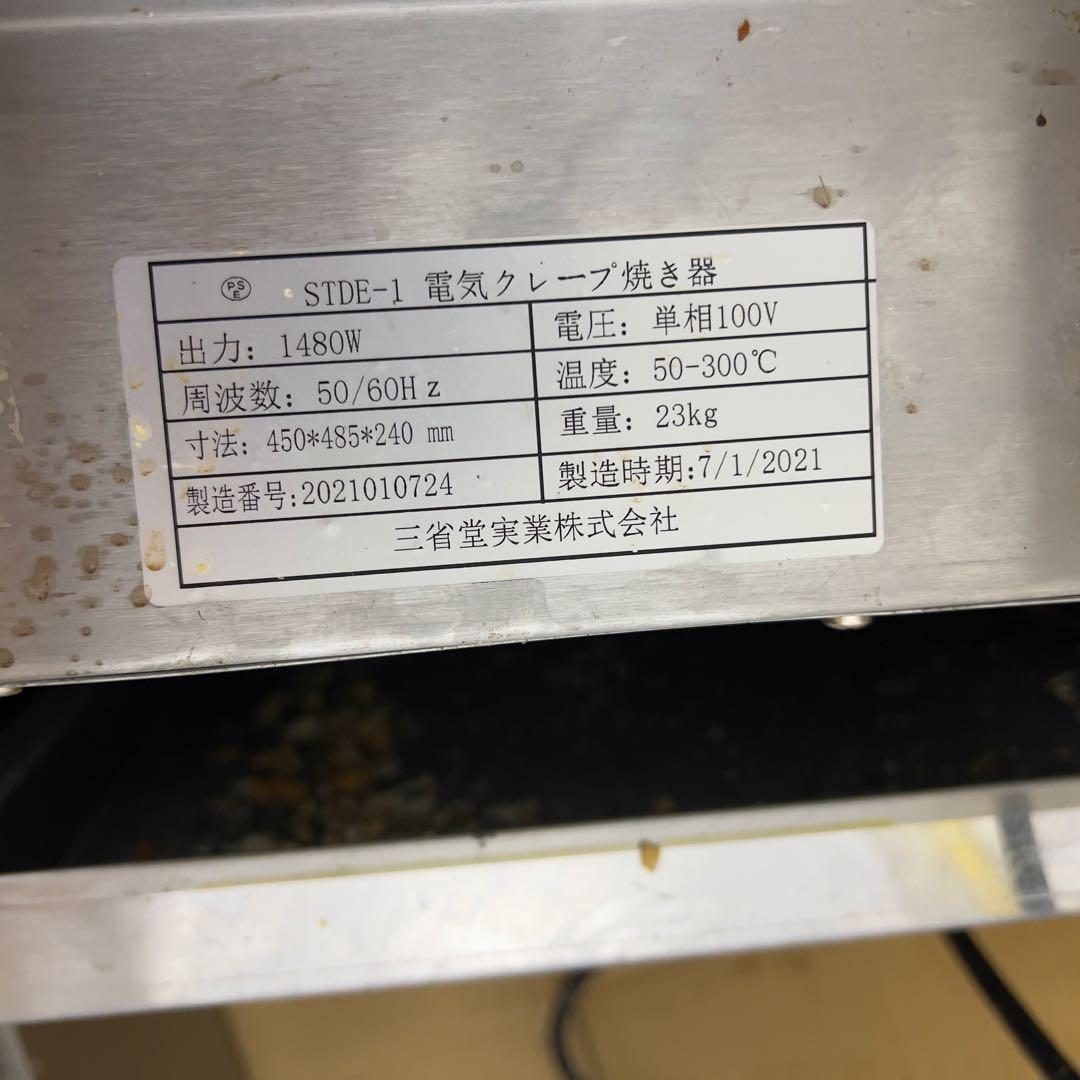 PSE STDE-1 電気クレープ焼き器
出力: 1480W 電圧: 単相100V
周波数: 50/60Hz 温度: 50-300℃
寸法: 450*485*240 mm 重量: 23kg
製造番号:2021010724 製造時期:7/1/2021
三省堂実業株式会社